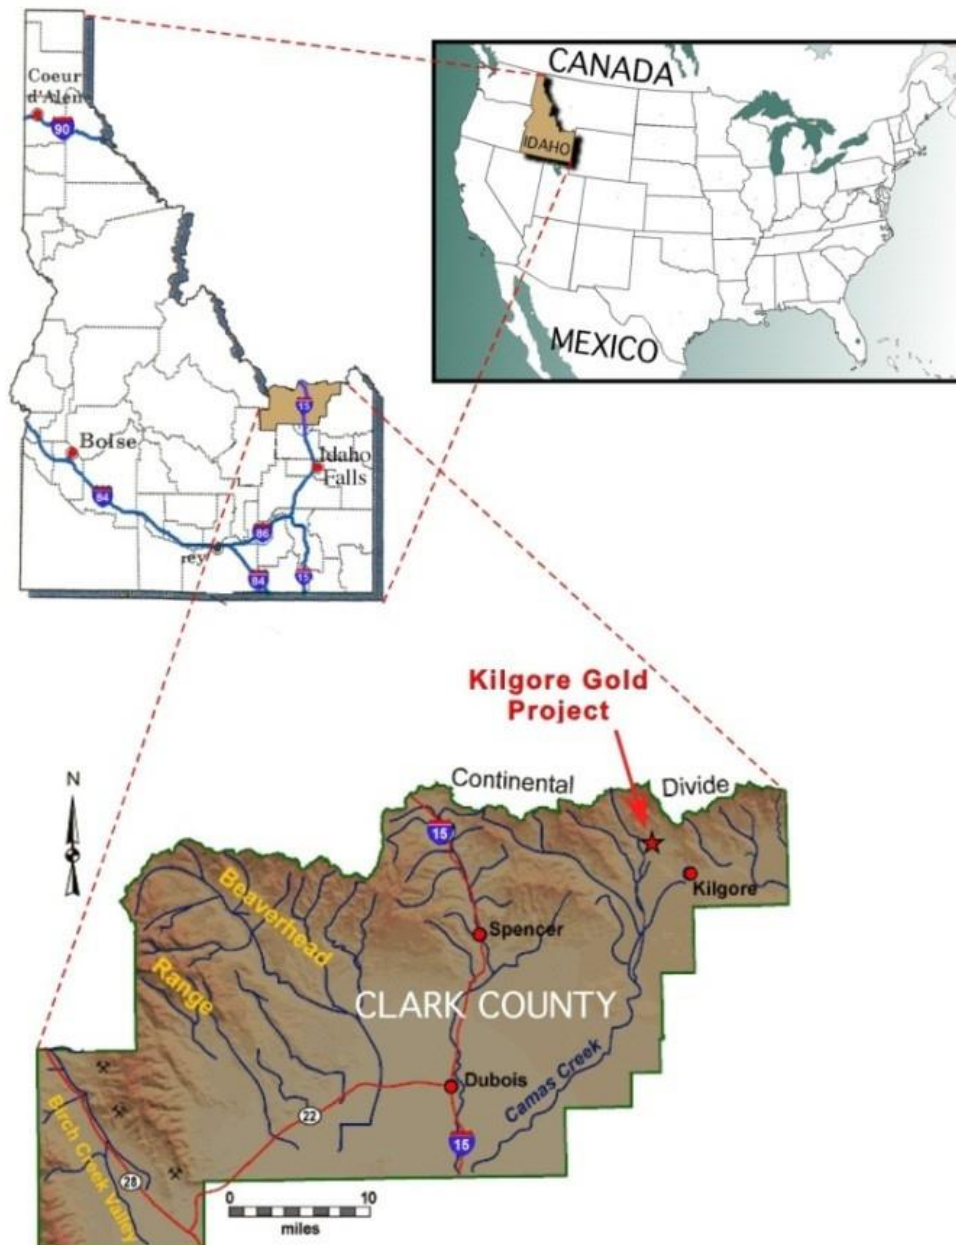 Coeur
d'Alene
90
CANADA
IDAHO
MEXICO
15
Boise
Idaho
Falls
84
86
rey
84
15
Kilgore Gold
Project
N
Continental Divide
15
Kilgore
Beaverhead
Range
Spencer
CLARK COUNTY
Camas Creek
Dubois
22
15
Birch Creek Valley
28
0 10
miles